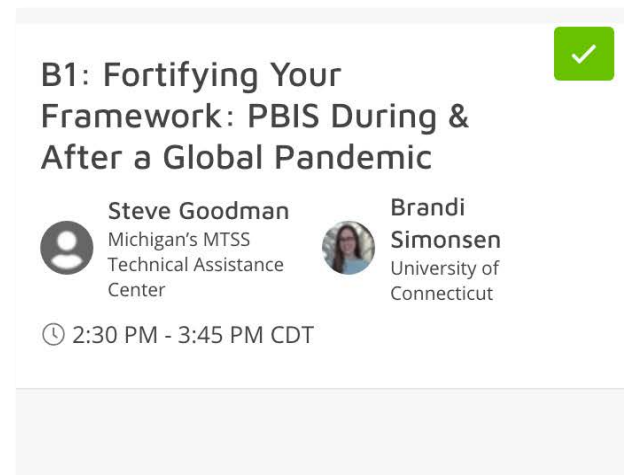 B1: Fortifying Your
Framework: PBIS During &
After a Global Pandemic
Steve Goodman
Michigan's MTSS
Technical Assistance
Center
Brandi
Simonsen
University of
Connecticut
2:30 PM - 3:45 PM CDT